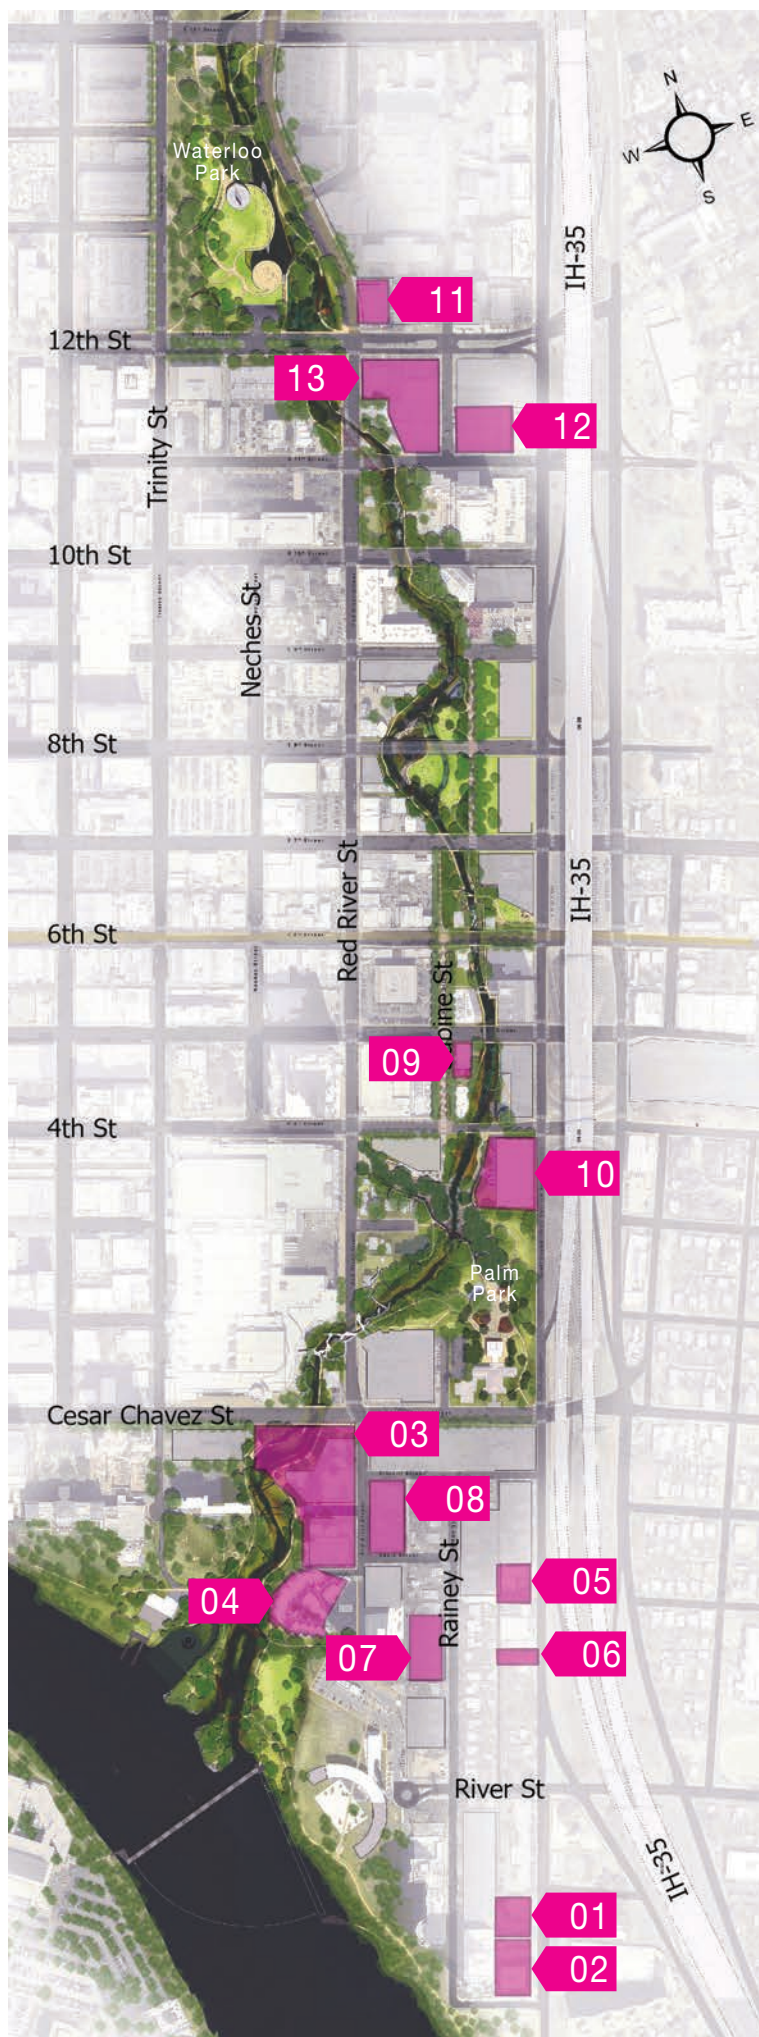 N
E
W
S
Waterloo
Park
IH-35
11
12th St
13
12
Trinity St
10th St
Neches St
8th St
Red River St
IH-35
6th St
09
4th St
10
Palm
Park
Cesar Chavez St
03
08
Rainey St
05
04
06
07
River St
IH-35
01
02